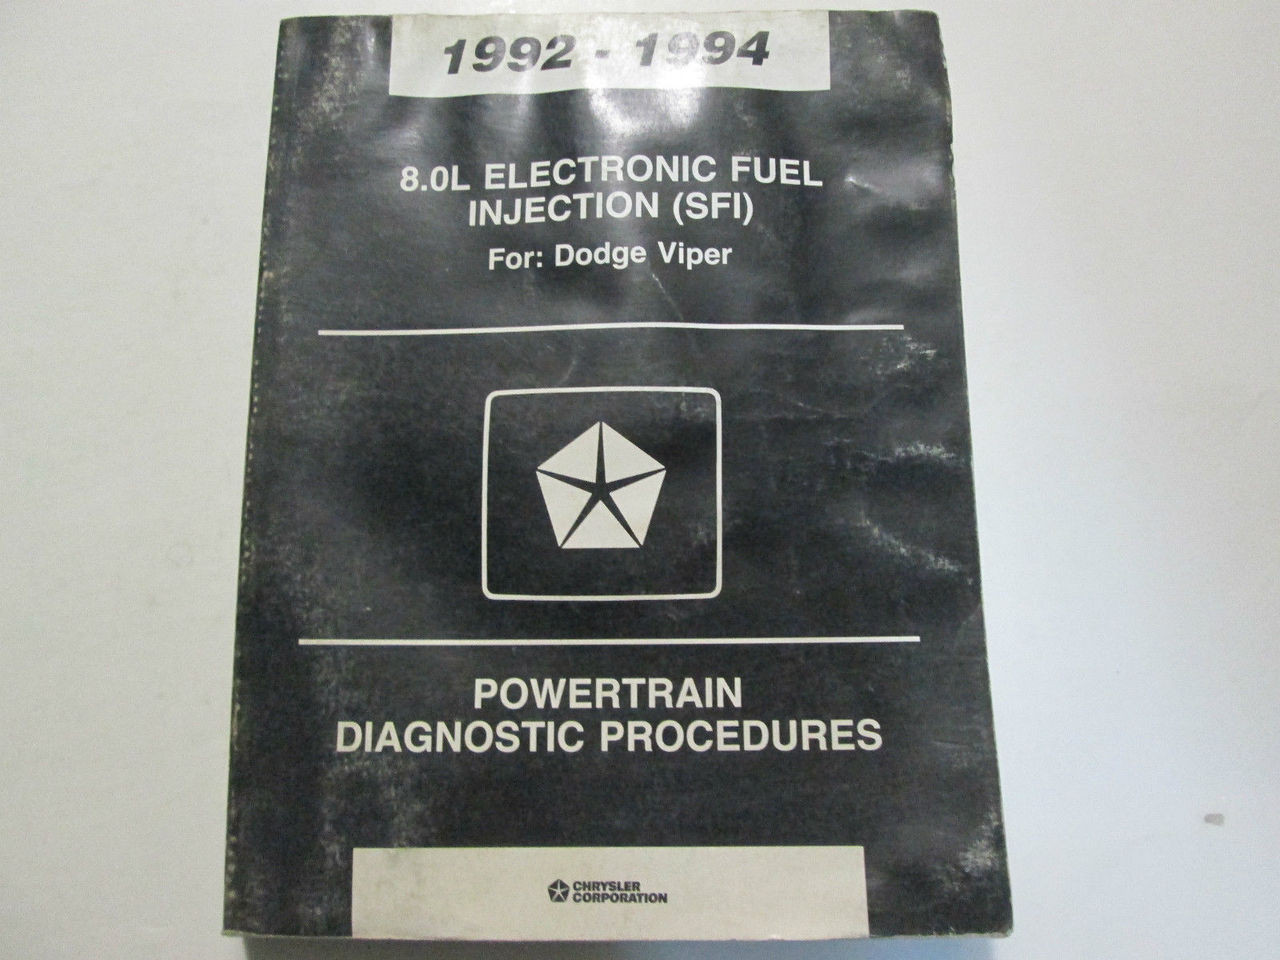 1992 - 1994
8.0L ELECTRONIC FUEL
INJECTION (SFI)
For: Dodge Viper
POWERTRAIN
DIAGNOSTIC PROCEDURES
CHRYSLER
CORPORATION